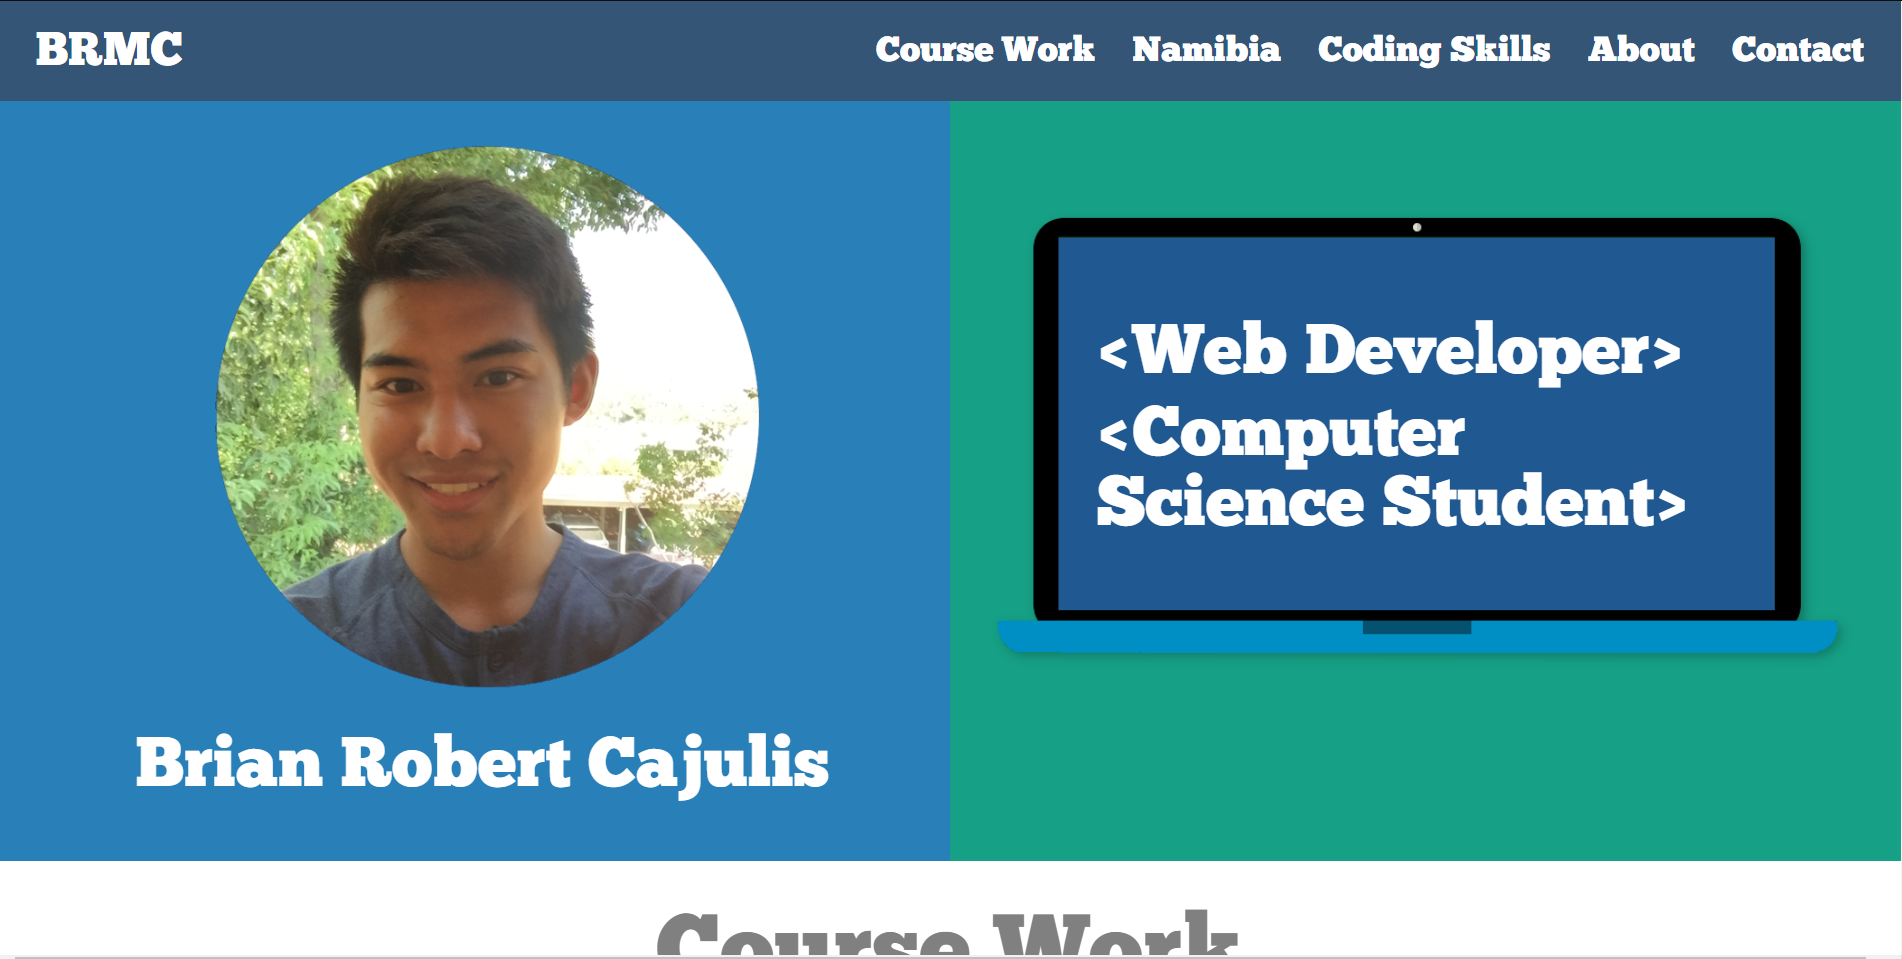 BRMC
Course Work Namibia Coding Skills About Contact
<Web Developer>
<Computer
Science Student>
Brian Robert Cajulis
Course Work